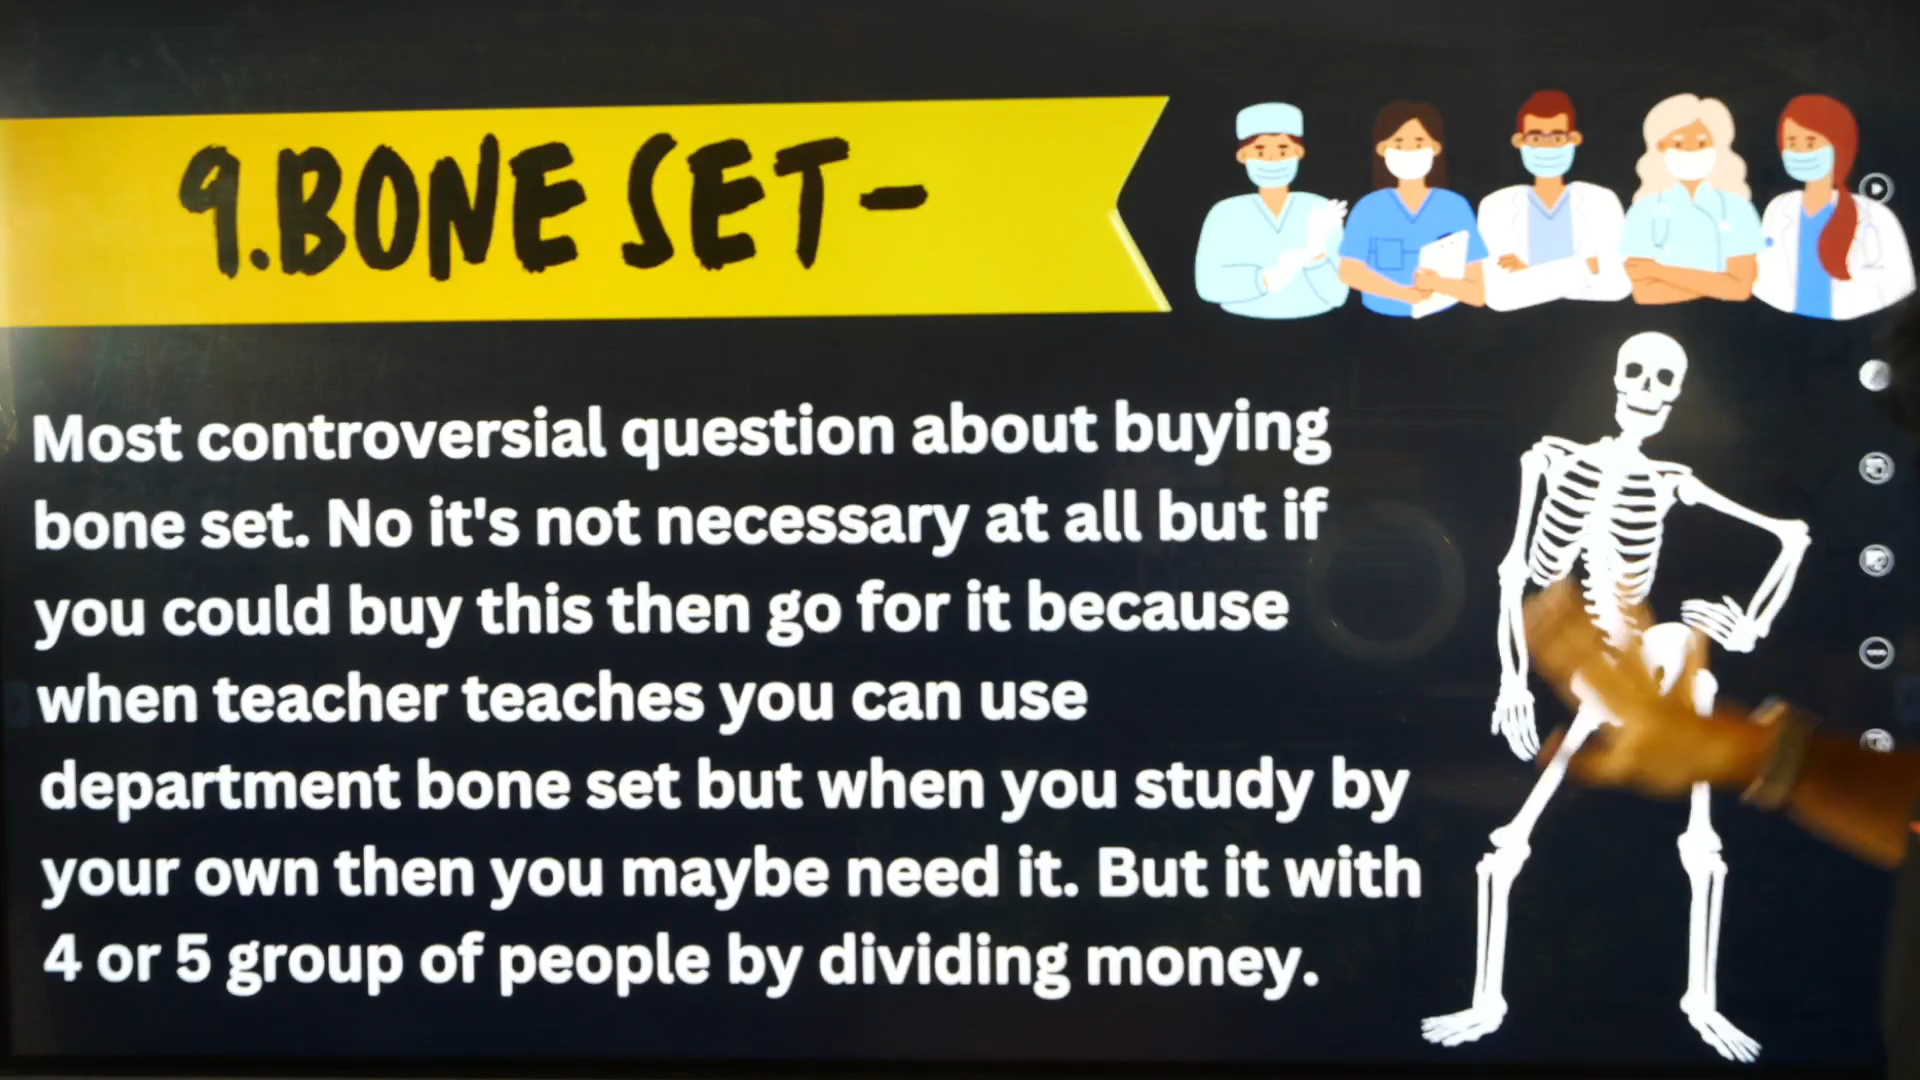 9.BONE SET-
Most controversial question about buying
bone set. No it's not necessary at all but if
you could buy this then go for it because
when teacher teaches you can use
department bone set but when you study by
your own then you maybe need it. But it with
4 or 5 group of people by dividing money.